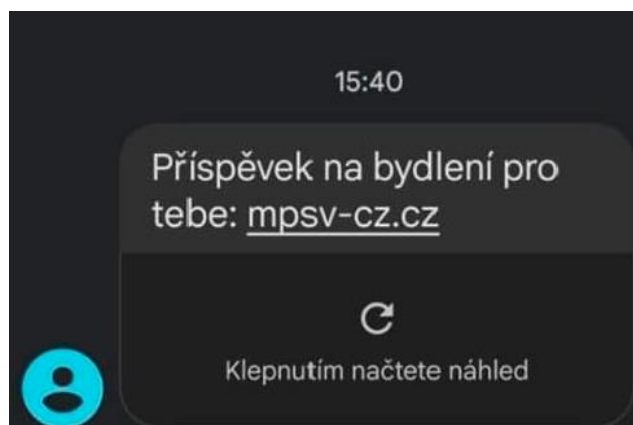 15:40
Příspěvek na bydlení pro
tebe: mpsv-cz.cz
Klepnutím načtete náhled